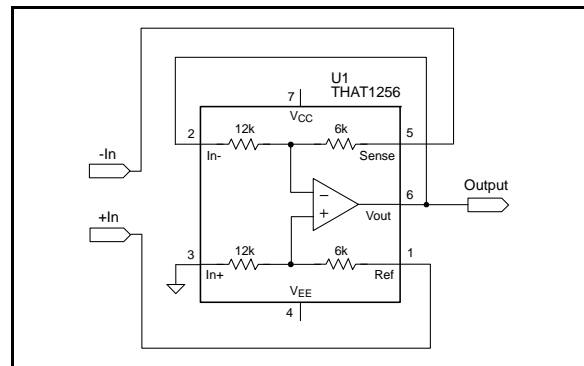 U1
THAT1256
7
VCC
12k
6k
2
5
In-
Sense
-In
−
6
Output
+
Vout
+In
12k
6k
3
1
In+
Ref
VEE
4